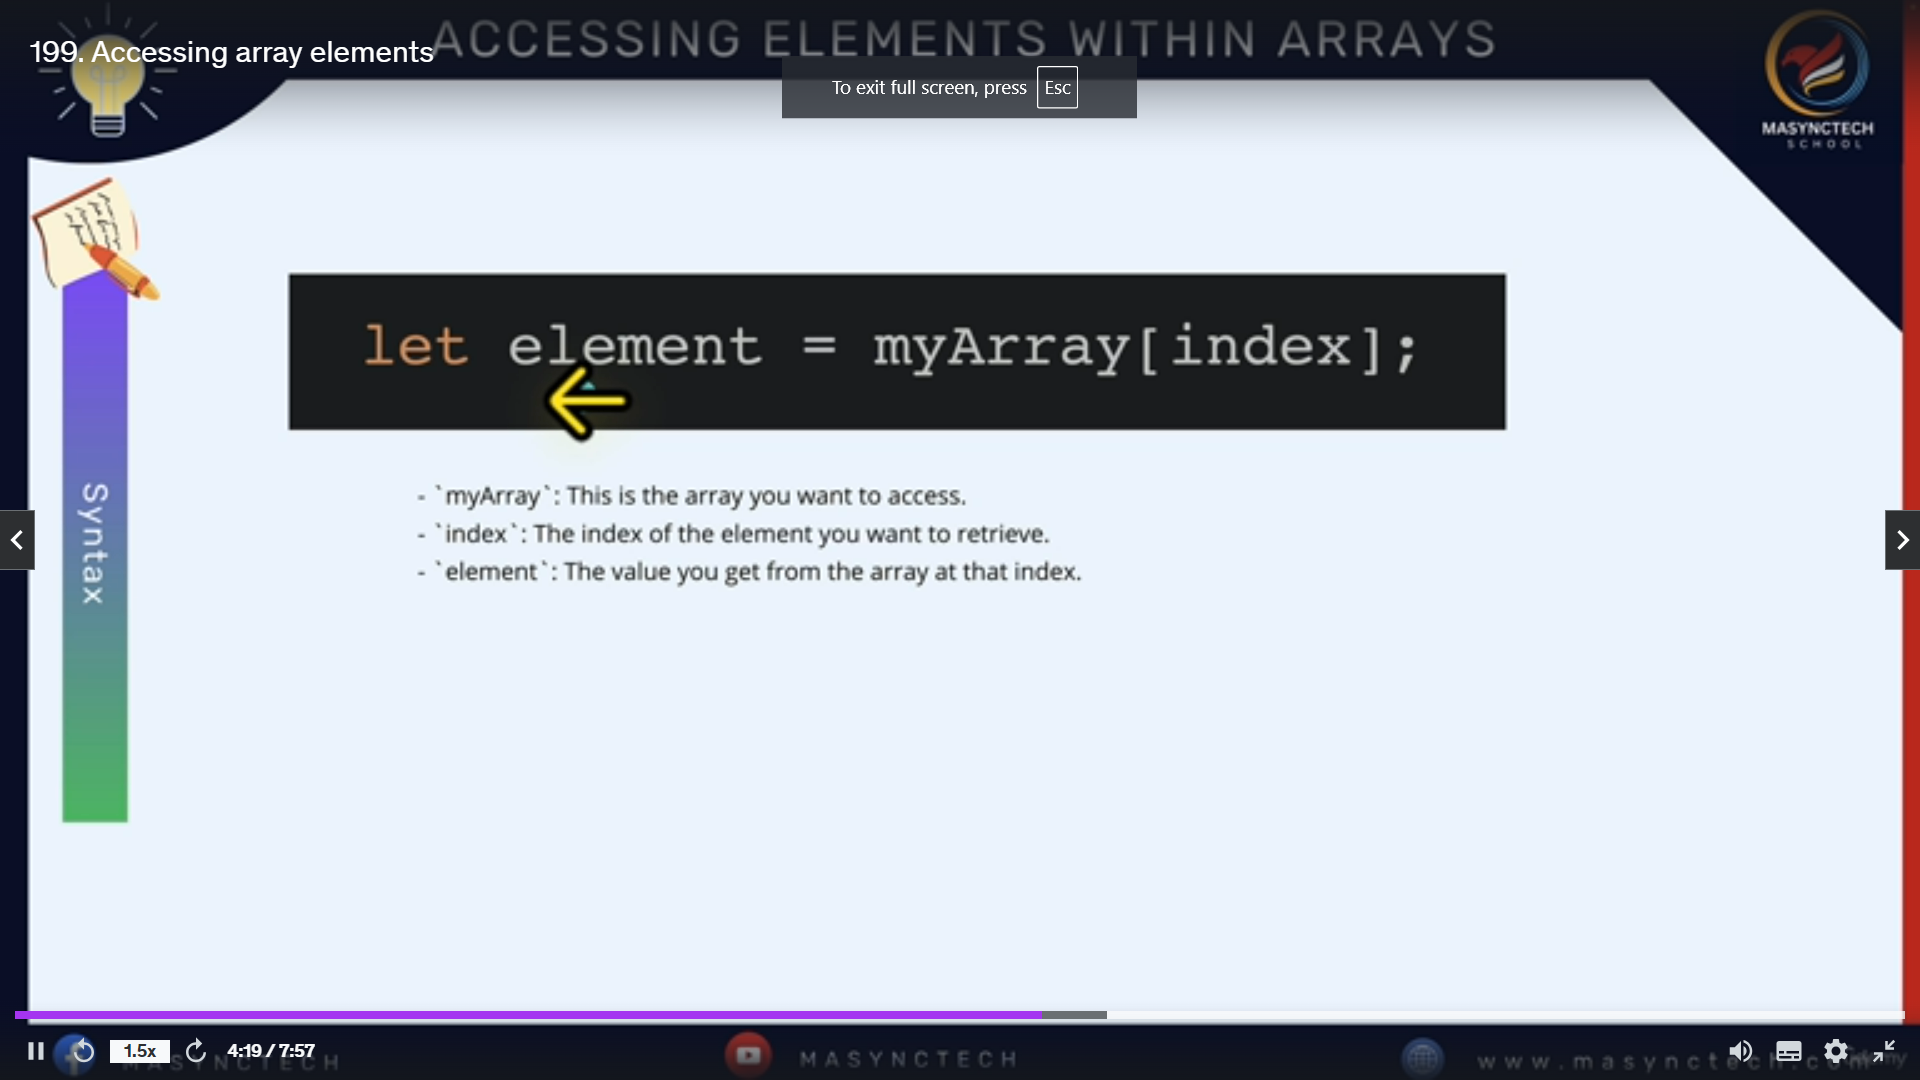 ACCESSING ELEMENTS WITHIN ARRAYS
199. Accessing array elements
To exit full screen, press Esc
MASYNCTECH
SCHOOL
let element = myArray[index];
- `myArray`: This is the array you want to access.
- `index`: The index of the element you want to retrieve.
- `element`: The value you get from the array at that index.
Syntax
1.5x
4:19 / 7:57
MASYNCTECH
MASYNCTECH
www.masynctech.com